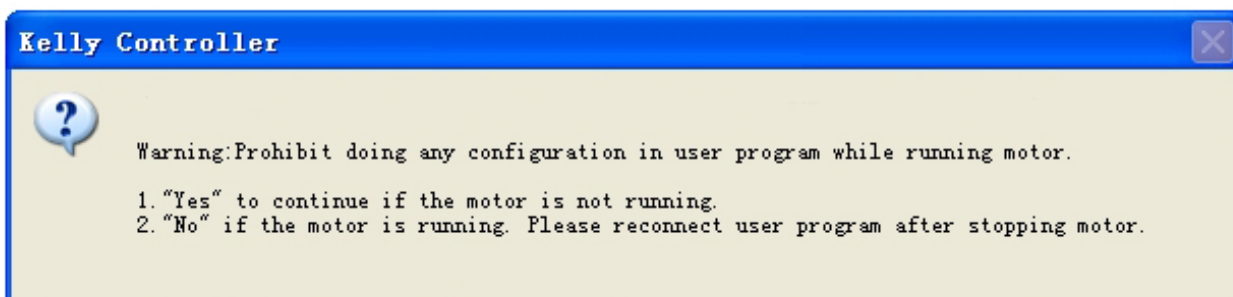 Kelly Controller
Warning:Prohibit doing any configuration in user program while running motor.
1."Yes" to continue if the motor is not running.
2."No" if the motor is running. Please reconnect user program after stopping motor.